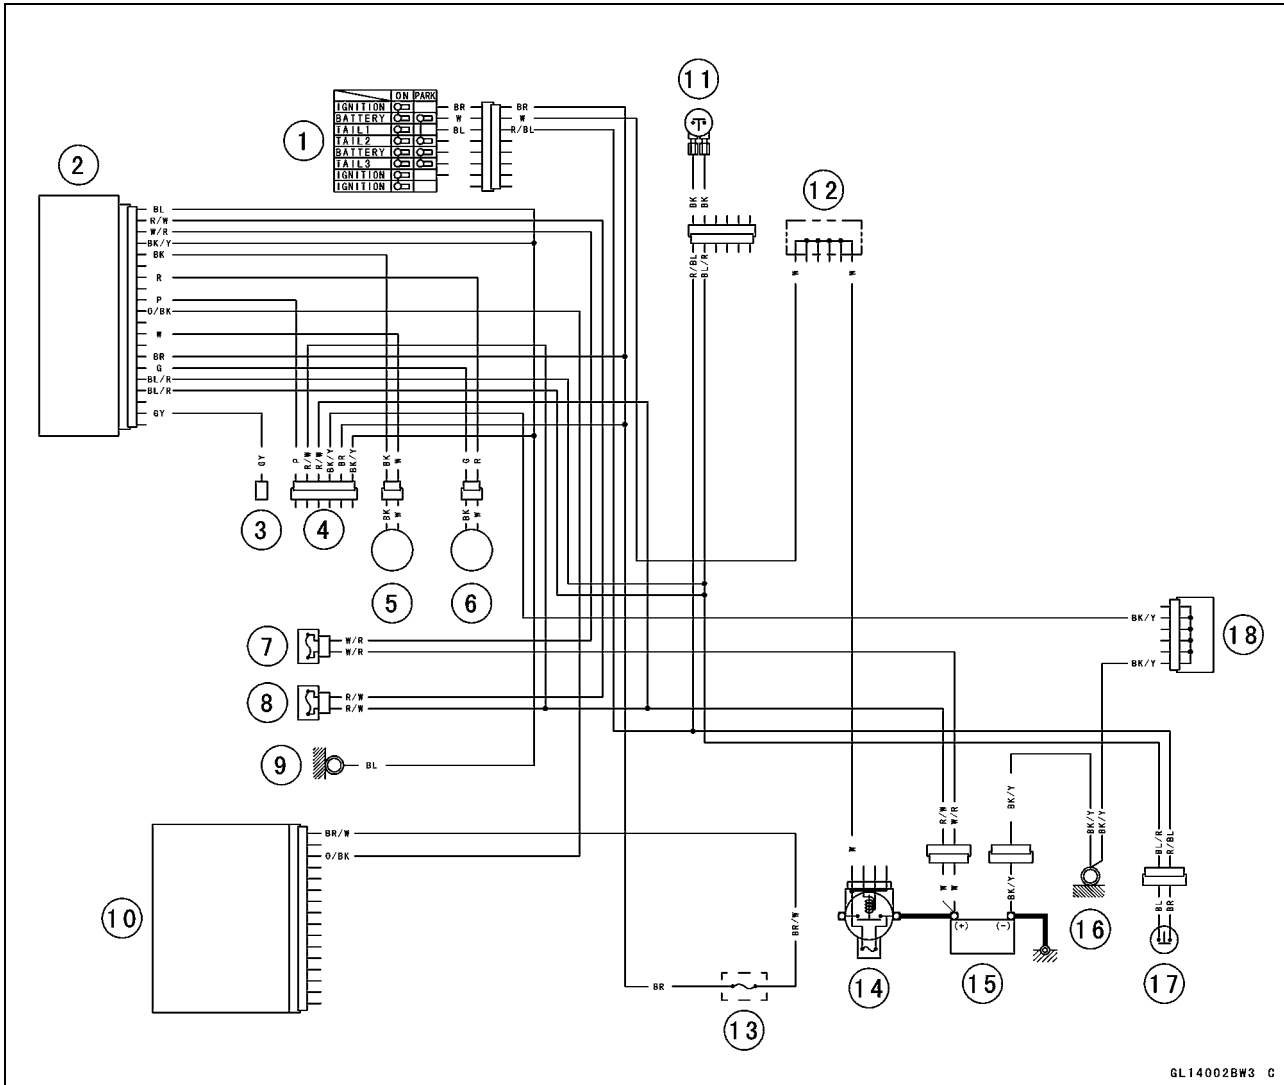 11
ON PARK
IGNITION
BATTERY
TAIL1
TAIL2
BATTERY
TAIL3
IGNITION
IGNITION
BR BR
W W
BL R/BL
1
2
12
BL
R/W
W/R
BK/Y
BK
R
P
O/BK
W
BR
G
BL/R
BL/R
GY
BK BK
R/BL BL/R
W W
GY P R/W R/W BK/Y BR BK/Y BK W G R
BK W BK W
3 4
5 6
7 W/R
W/R
BK/Y
BK/Y
18
8 R/W
R/W
9 BL
R/W W/R BK/Y BK/Y BK/Y
BL/R R/BL
BR/W
O/BK
W
W W BK/Y
BL BR
10
BR/W
(+) (-)
BR
13
14 15 16 17
GL14002BW3 C